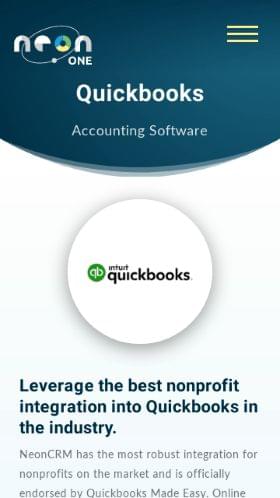 neon
ONE
Quickbooks
Accounting Software
qb intuit
quickbooks.
Leverage the best nonprofit
integration into Quickbooks in
the industry.
NeonCRM has the most robust integration for
nonprofits on the market and is officially
endorsed by Quickbooks Made Easy. Online